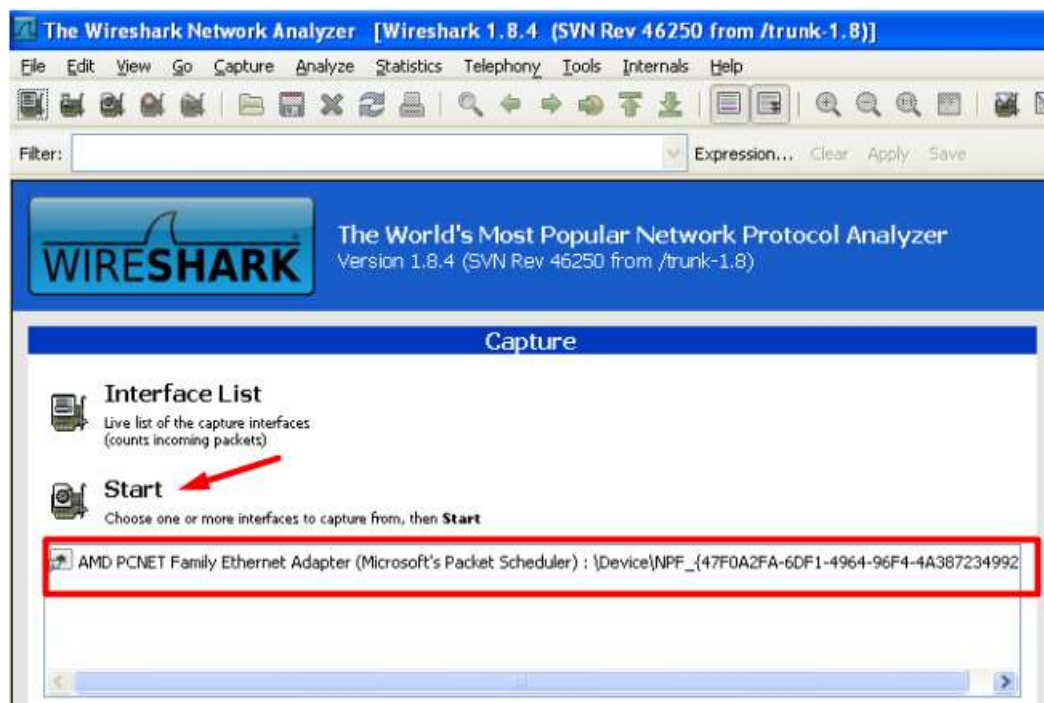 The Wireshark Network Analyzer [Wireshark 1.8.4 (SVN Rev 46250 from /trunk-1.8)]
File Edit View Go Capture Analyze Statistics Telephony Tools Internals Help
Filter: Expression... Clear Apply Save
WIRESHARK
The World's Most Popular Network Protocol Analyzer
Version 1.8.4 (SVN Rev 46250 from /trunk-1.8)
Capture
Interface List
Live list of the capture interfaces
(counts incoming packets)
Start
Choose one or more interfaces to capture from, then Start
AMD PCNET Family Ethernet Adapter (Microsoft's Packet Scheduler) : \Device\NPF_{47F0A2FA-6DF1-4964-96F4-4A387234992